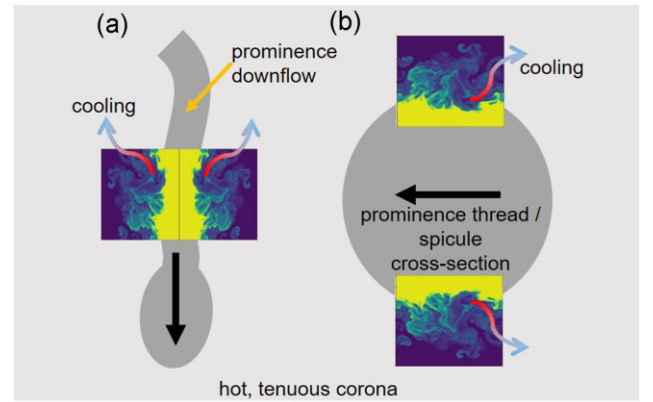 (a)
prominence
downflow
cooling
(b)
cooling
prominence thread /
spicule
cross-section
hot, tenuous corona